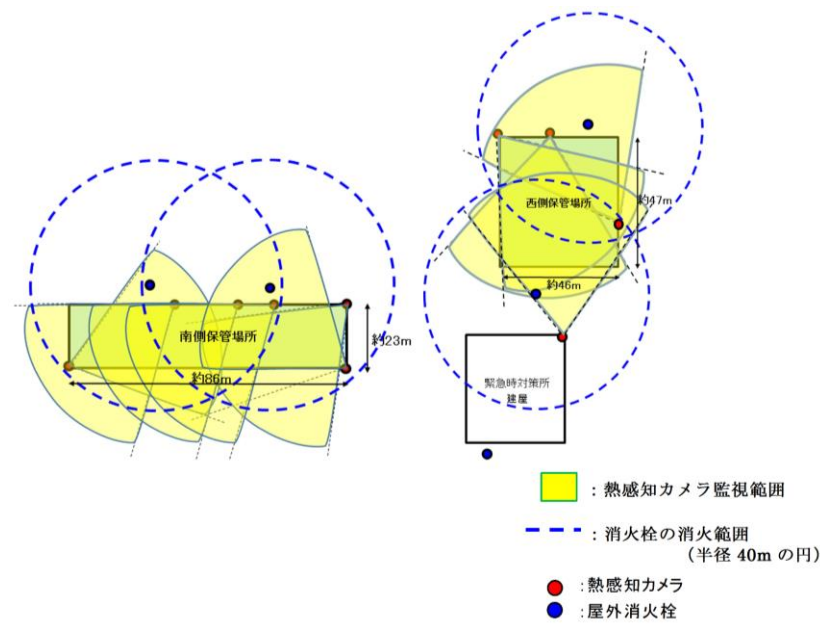 西側保管場所
約47m
約46m
南側保管場所
約23m
約86m
緊急時対策所
建屋
：熱感知カメラ監視範囲
：消火栓の消火範囲
（半径 40m の円）
：熱感知カメラ
：屋外消火栓